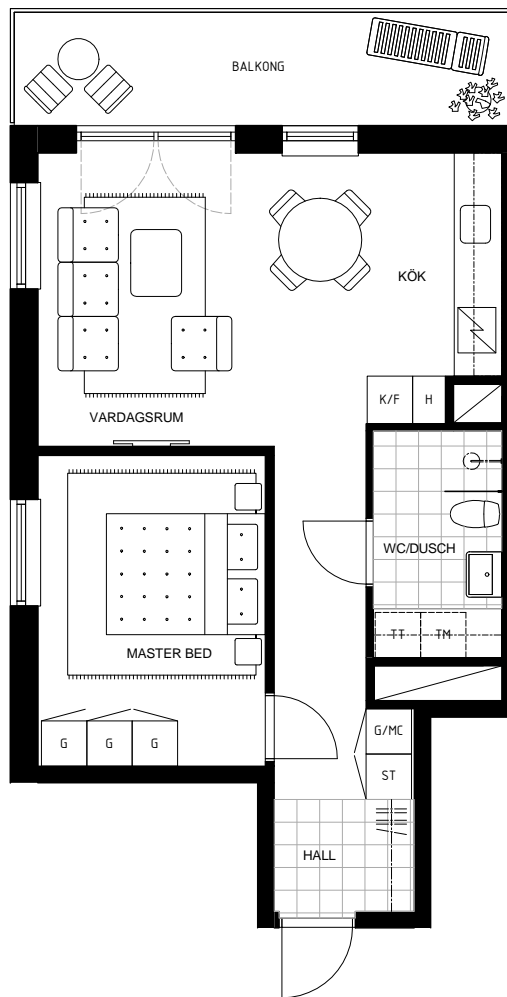 BALKONG
KÖK
K/F H
VARDAGSRUM
WC/DUSCH
TT TM
MASTER BED
G/MC
G G G
ST
HALL